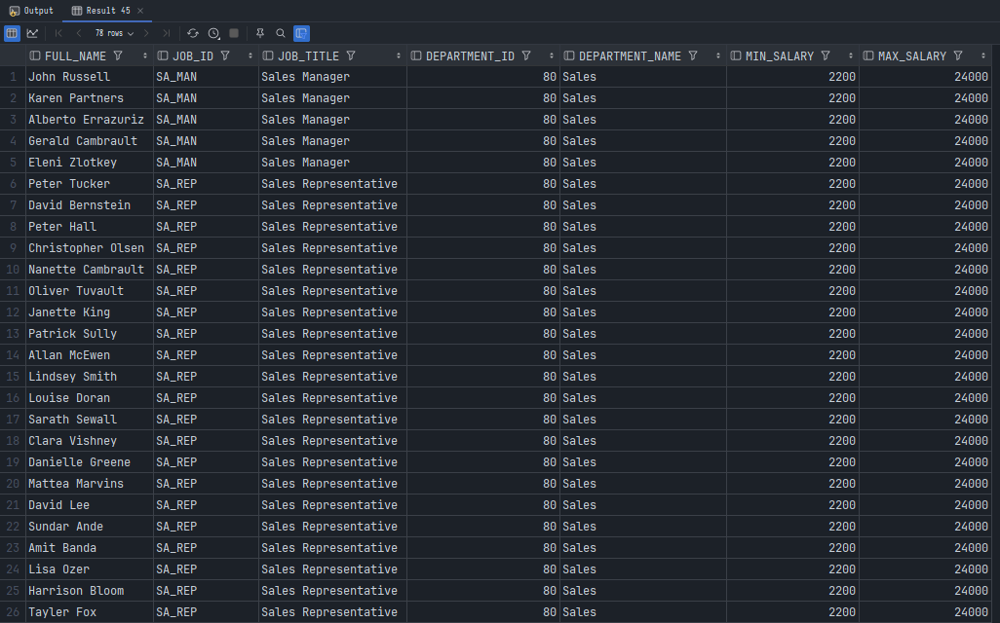 Output Result 45
78 rows
FULL_NAME JOB_ID JOB_TITLE DEPARTMENT_ID DEPARTMENT_NAME MIN_SALARY MAX_SALARY
1 John Russell SA_MAN Sales Manager 80 Sales 2200 24000
2 Karen Partners SA_MAN Sales Manager 80 Sales 2200 24000
3 Alberto Errazuriz SA_MAN Sales Manager 80 Sales 2200 24000
4 Gerald Cambrault SA_MAN Sales Manager 80 Sales 2200 24000
5 Eleni Zlotkey SA_MAN Sales Manager 80 Sales 2200 24000
6 Peter Tucker SA_REP Sales Representative 80 Sales 2200 24000
7 David Bernstein SA_REP Sales Representative 80 Sales 2200 24000
8 Peter Hall SA_REP Sales Representative 80 Sales 2200 24000
9 Christopher Olsen SA_REP Sales Representative 80 Sales 2200 24000
10 Nanette Cambrault SA_REP Sales Representative 80 Sales 2200 24000
11 Oliver Tuvault SA_REP Sales Representative 80 Sales 2200 24000
12 Janette King SA_REP Sales Representative 80 Sales 2200 24000
13 Patrick Sully SA_REP Sales Representative 80 Sales 2200 24000
14 Allan McEwen SA_REP Sales Representative 80 Sales 2200 24000
15 Lindsey Smith SA_REP Sales Representative 80 Sales 2200 24000
16 Louise Doran SA_REP Sales Representative 80 Sales 2200 24000
17 Sarath Sewall SA_REP Sales Representative 80 Sales 2200 24000
18 Clara Vishney SA_REP Sales Representative 80 Sales 2200 24000
19 Danielle Greene SA_REP Sales Representative 80 Sales 2200 24000
20 Mattea Marvins SA_REP Sales Representative 80 Sales 2200 24000
21 David Lee SA_REP Sales Representative 80 Sales 2200 24000
22 Sundar Ande SA_REP Sales Representative 80 Sales 2200 24000
23 Amit Banda SA_REP Sales Representative 80 Sales 2200 24000
24 Lisa Ozer SA_REP Sales Representative 80 Sales 2200 24000
25 Harrison Bloom SA_REP Sales Representative 80 Sales 2200 24000
26 Tayler Fox SA_REP Sales Representative 80 Sales 2200 24000